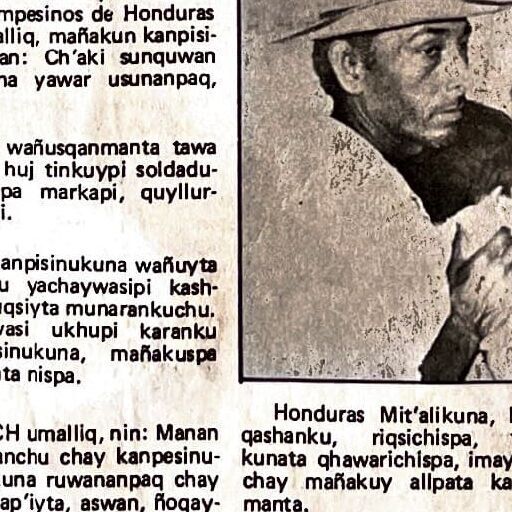 mpesinos de Honduras
alliq, mañakun kanpisi-
an: Ch'aki sunquwan
na yawar usunanpaq,
wañusqanmanta tawa
huj tinkuypi soldadu-
pa markapi, quyllur-
i.
anpisinukuna wañuyta
u yachaywasipi kash-
uqsiyta munarankuchu.
vasi ukhupi karanku
sinukuna, mañakuspa
ta nispa.
CH umalliq, nin: Manan
anchu chay kanpesinu-
una ruwananpaq chay
ap'iyta, aswan, ñoqay-
Honduras Mit'alikuna,
qashanku, riqsichispa,
kunata qhawarichispa, imay
chay mañakuy allpata ka
manta.